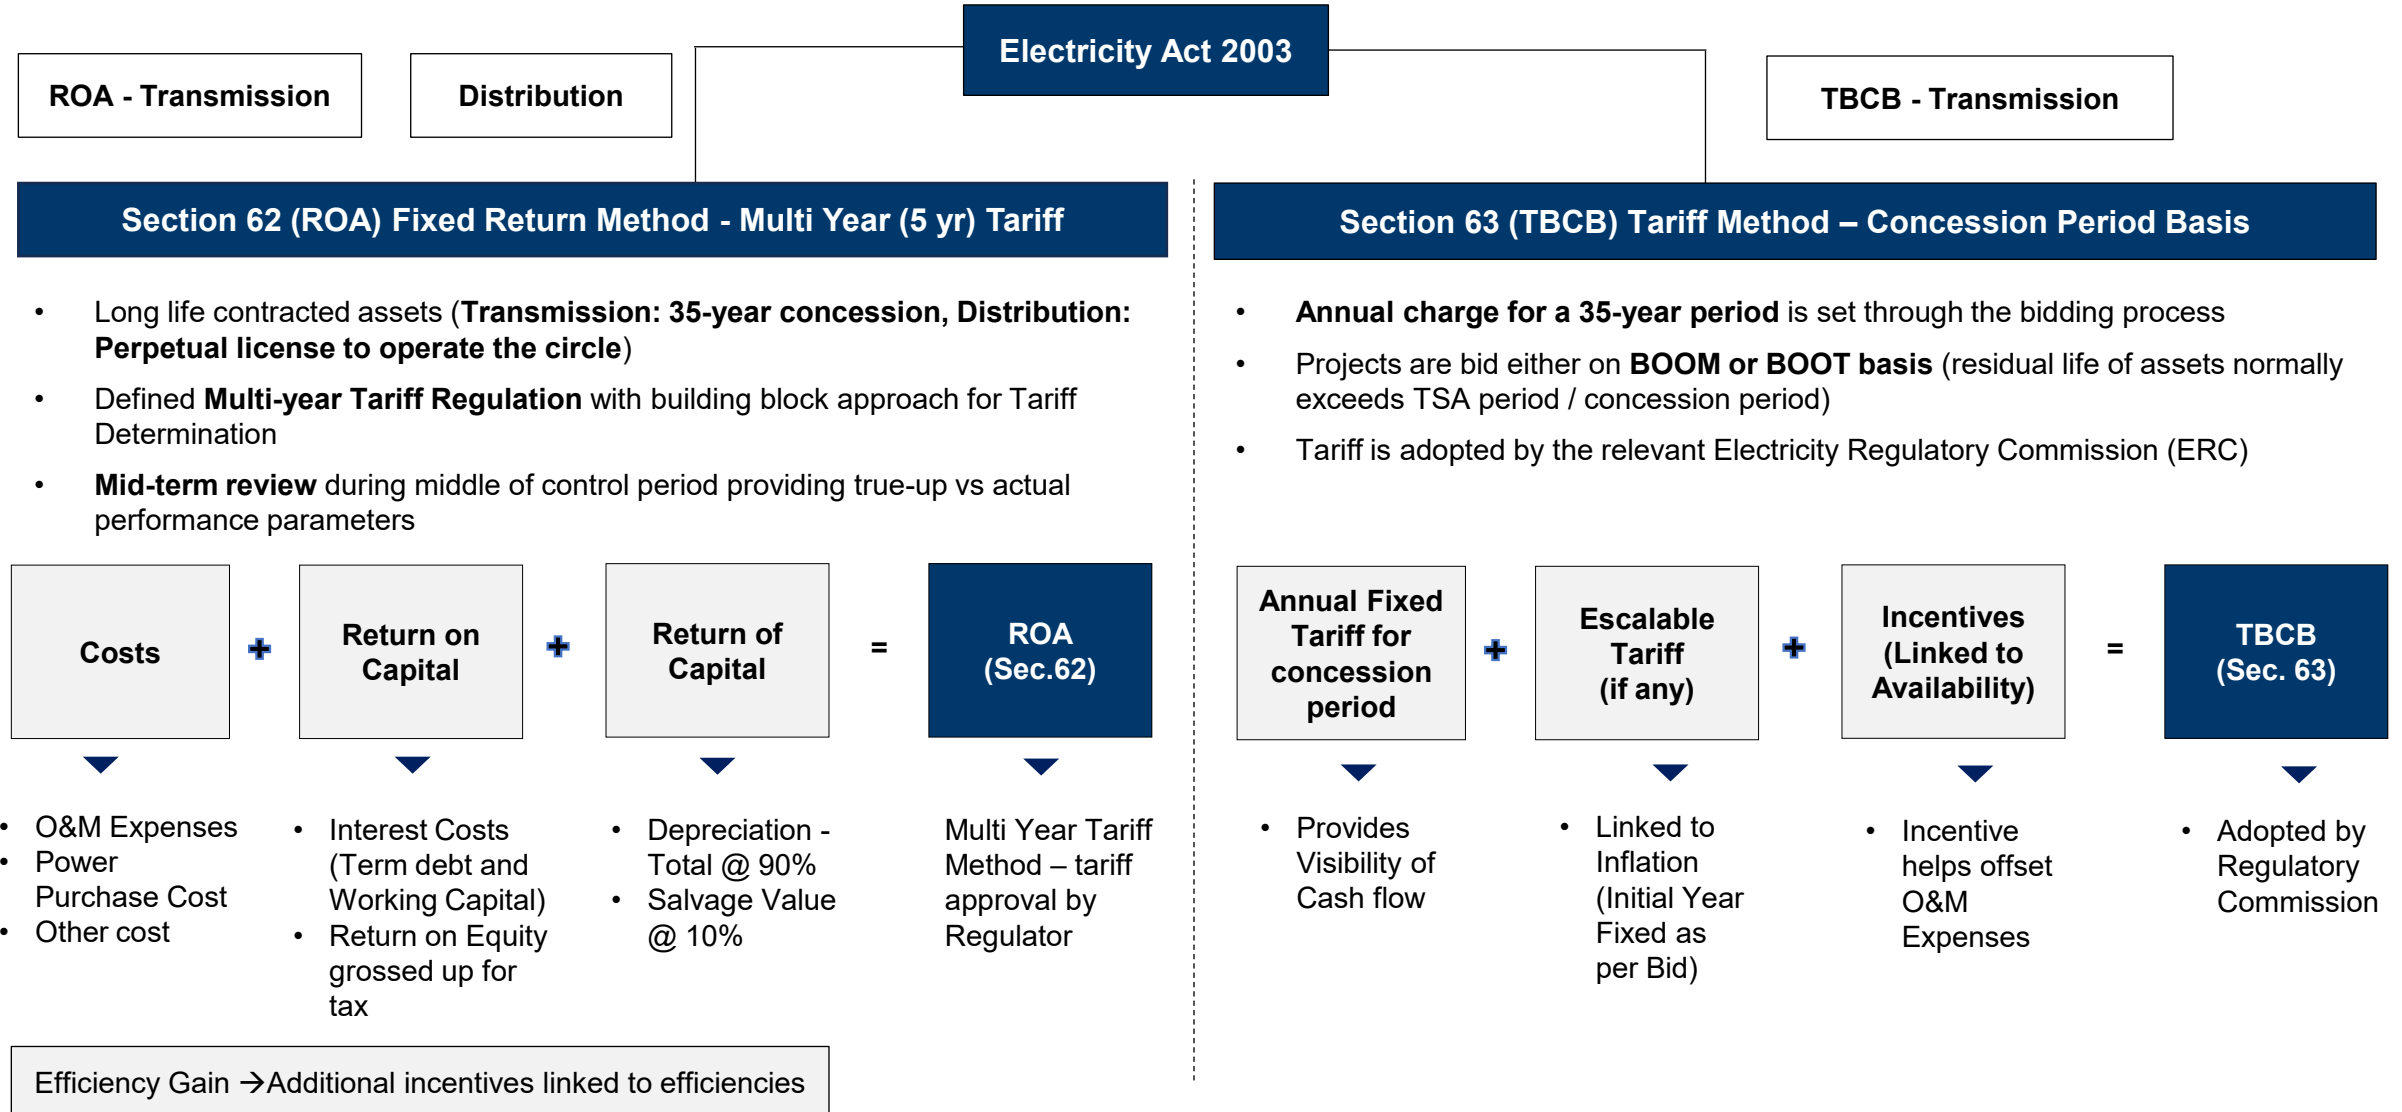 Electricity Act 2003
ROA - Transmission
Distribution
TBCB - Transmission
Section 62 (ROA) Fixed Return Method - Multi Year (5 yr) Tariff
• Long life contracted assets (Transmission: 35-year concession, Distribution:
Perpetual license to operate the circle)
• Defined Multi-year Tariff Regulation with building block approach for Tariff
Determination
• Mid-term review during middle of control period providing true-up vs actual
performance parameters
Costs
+
Return on
Capital
+
Return of
Capital
=
ROA
(Sec.62)
• O&M Expenses
• Power
Purchase Cost
• Other cost
• Interest Costs
(Term debt and
Working Capital)
• Return on Equity
grossed up for
tax
• Depreciation -
Total @ 90%
• Salvage Value
@ 10%
Multi Year Tariff
Method – tariff
approval by
Regulator
Efficiency Gain →Additional incentives linked to efficiencies
Section 63 (TBCB) Tariff Method – Concession Period Basis
• Annual charge for a 35-year period is set through the bidding process
• Projects are bid either on BOOM or BOOT basis (residual life of assets normally
exceeds TSA period / concession period)
• Tariff is adopted by the relevant Electricity Regulatory Commission (ERC)
Annual Fixed
Tariff for
concession
period
+
Escalable
Tariff
(if any)
+
Incentives
(Linked to
Availability)
=
TBCB
(Sec. 63)
• Provides
Visibility of
Cash flow
• Linked to
Inflation
(Initial Year
Fixed as
per Bid)
• Incentive
helps offset
O&M
Expenses
• Adopted by
Regulatory
Commission